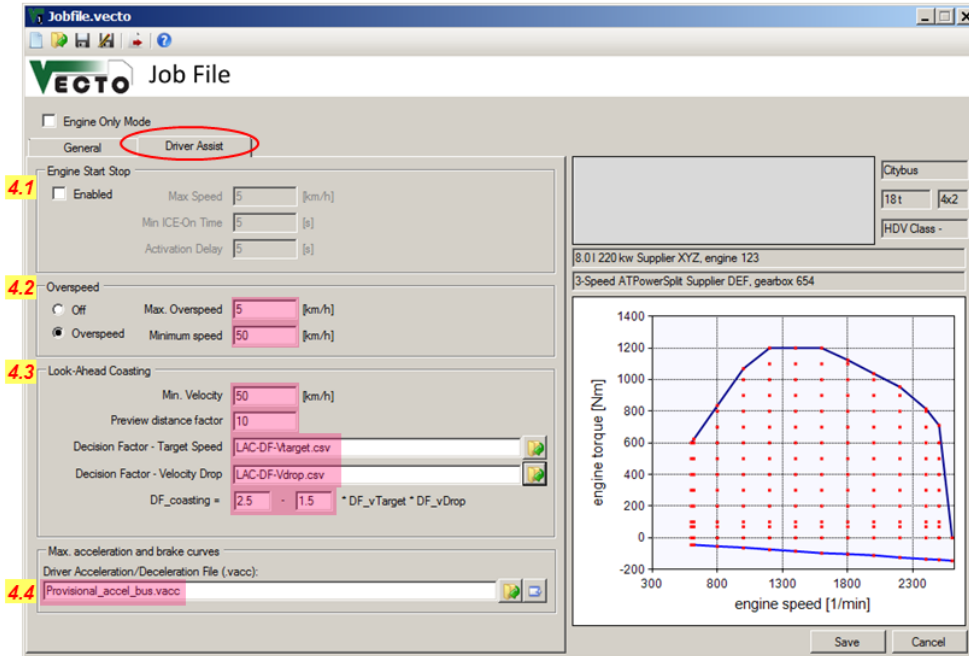 Jobfile.vecto
VECTO Job File
Engine Only Mode
General Driver Assist
4.1
Engine Start Stop
Enabled Max Speed 5 [km/h]
Min ICE-On Time 5 [s]
Activation Delay 5 [s]
4.2
Overspeed
Off Max. Overspeed 5 [km/h]
Overspeed Minimum speed 50 [km/h]
4.3
Look-Ahead Coasting
Min. Velocity 50 [km/h]
Preview distance factor 10
Decision Factor - Target Speed LAC-DF-Vtarget.csv
Decision Factor - Velocity Drop LAC-DF-Vdrop.csv
DF_coasting = 2.5 - 1.5 * DF_vTarget * DF_vDrop
Max. acceleration and brake curves
Driver Acceleration/Deceleration File (.vacc):
4.4 Provisional_accel_bus.vacc
Citybus
18 t 4x2
HDV Class -
8.0 l 220 kw Supplier XYZ, engine 123
3-Speed ATPowerSplit Supplier DEF, gearbox 654
1400
1200
1000
800
600
400
200
0
-200
engine torque [Nm]
300 800 1300 1800 2300
engine speed [1/min]
Save Cancel